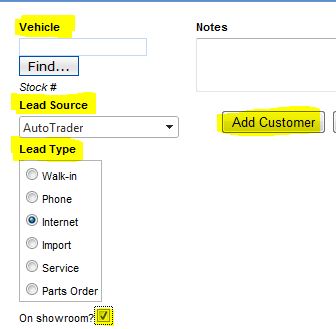 Vehicle
Find...
Stock #
Lead Source
AutoTrader
Lead Type
Walk-in
Phone
Internet
Import
Service
Parts Order
On showroom?
Notes
Add Customer